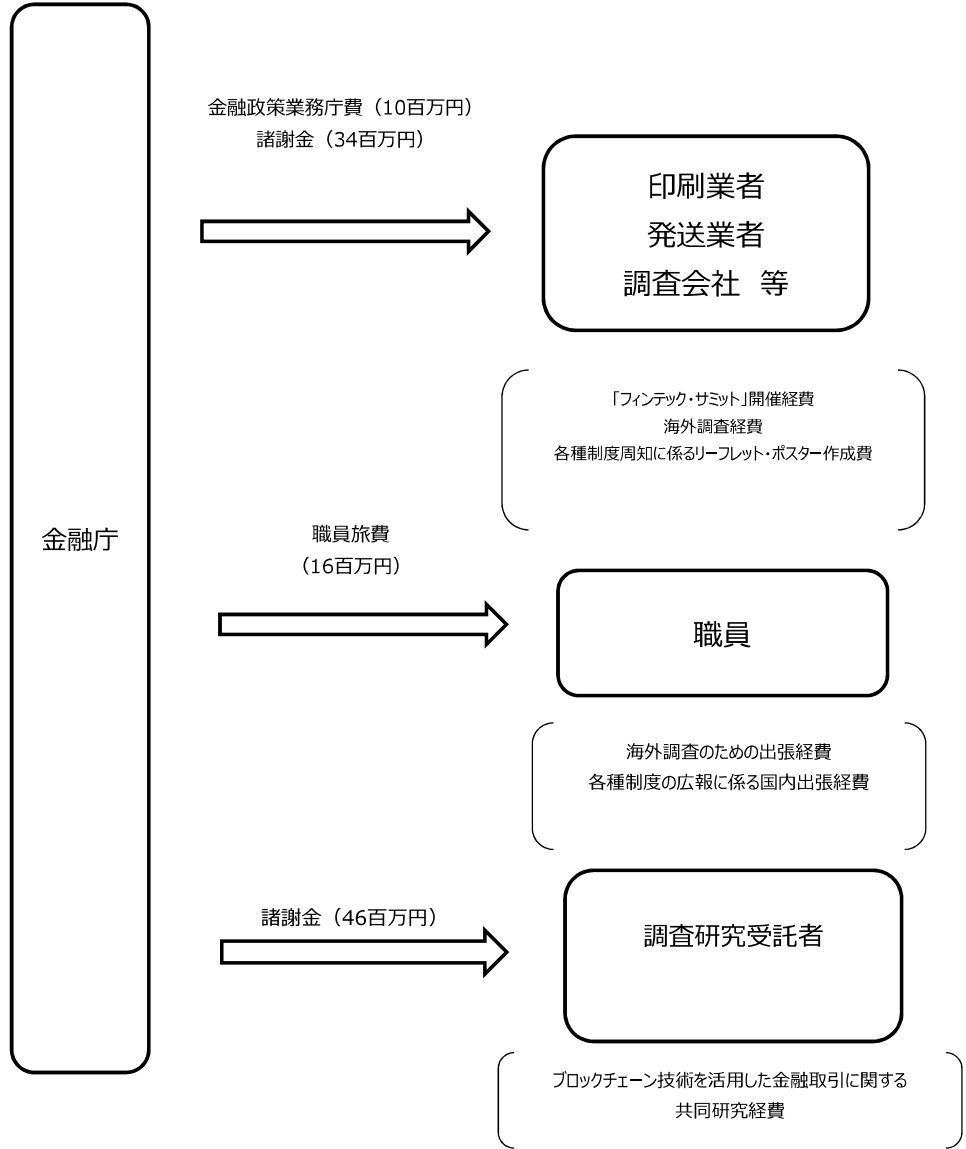 金融庁
金融政策業務庁費（10百万円）
諸謝金（34百万円）
印刷業者
発送業者
調査会社　等
「フィンテック・サミット」開催経費
海外調査経費
各種制度周知に係るリーフレット・ポスター作成費
職員旅費
（16百万円）
職員
海外調査のための出張経費
各種制度の広報に係る国内出張経費
諸謝金（46百万円）
調査研究受託者
ブロックチェーン技術を活用した金融取引に関する
共同研究経費